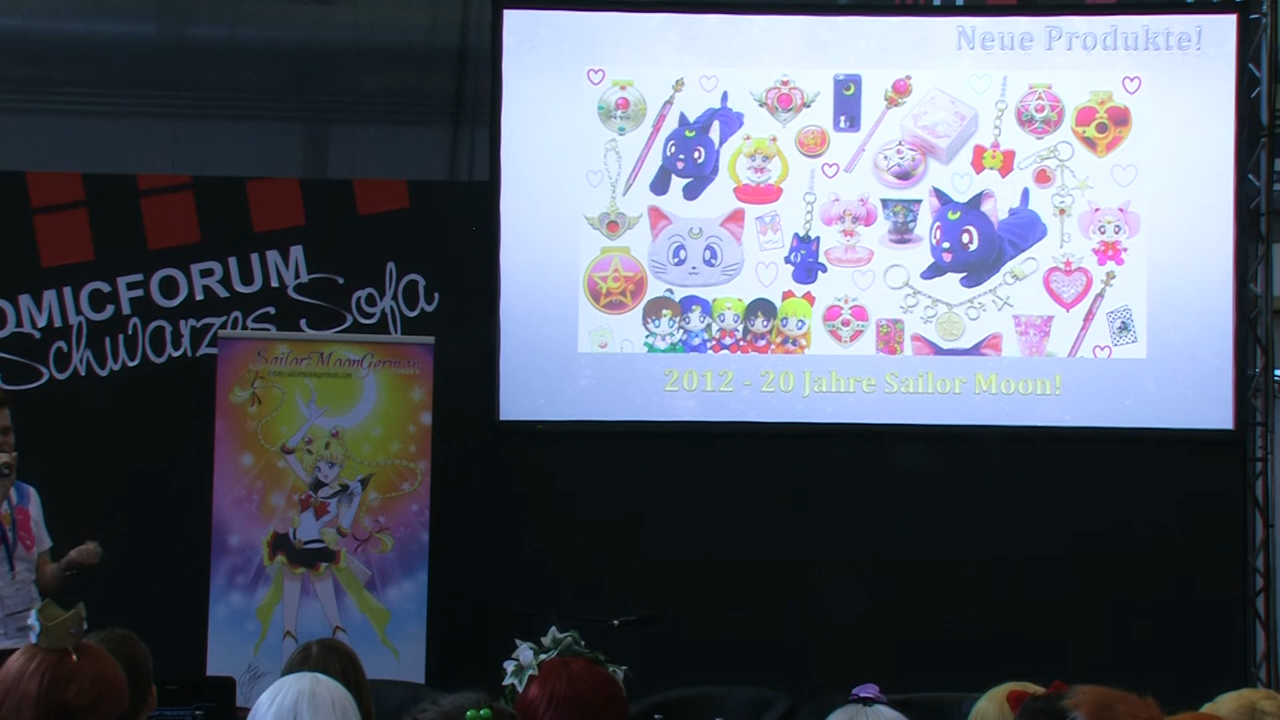 Neue Produkte!
2012 - 20 Jahre Sailor Moon!
OMICFORUM
Schwarzes Sofa
SailorMoonGerman